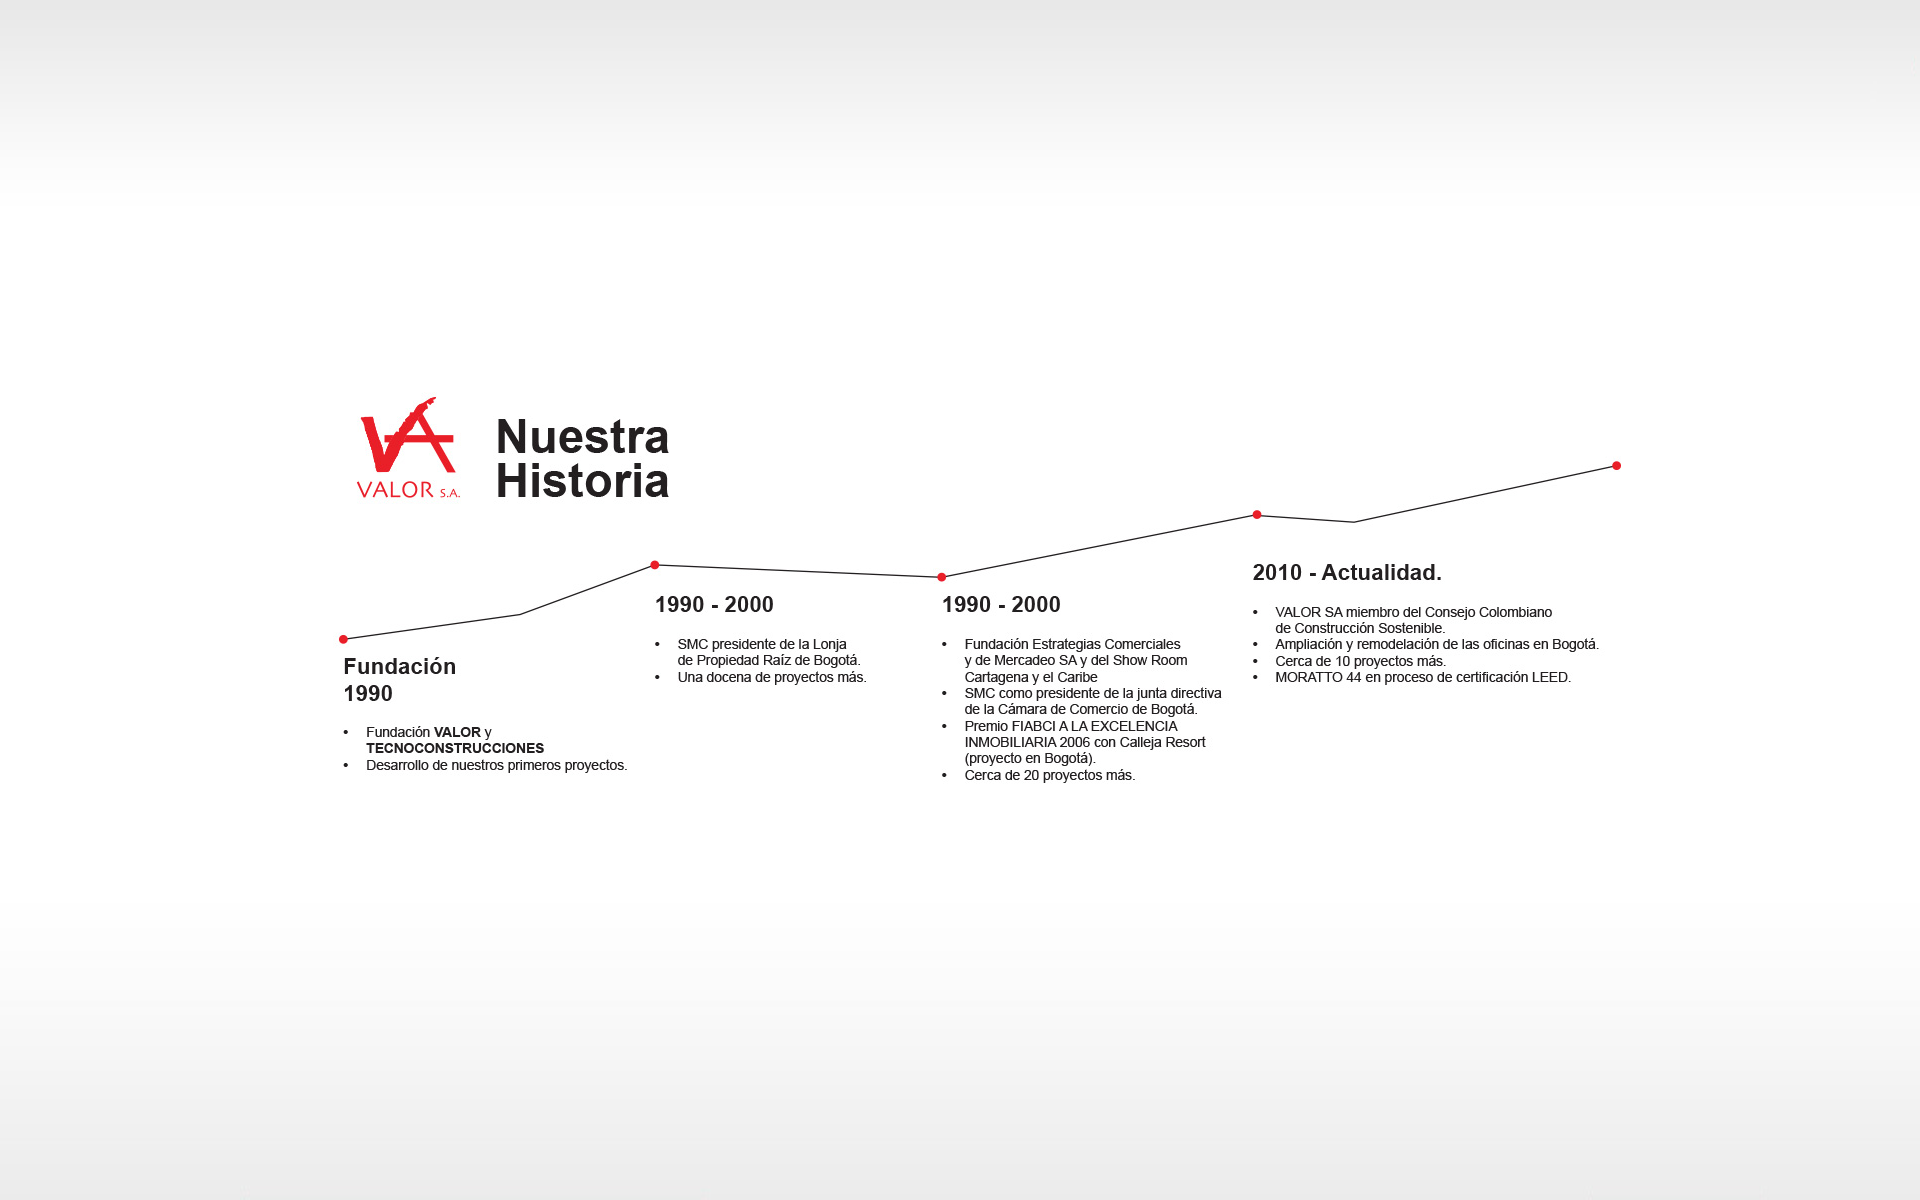 VALOR S.A.
Nuestra
Historia
Fundación
1990
• Fundación VALOR y
TECNOCONSTRUCCIONES
• Desarrollo de nuestros primeros proyectos.
1990 - 2000
• SMC presidente de la Lonja
de Propiedad Raíz de Bogotá.
• Una docena de proyectos más.
1990 - 2000
• Fundación Estrategias Comerciales
y de Mercadeo SA y del Show Room
Cartagena y el Caribe
• SMC como presidente de la junta directiva
de la Cámara de Comercio de Bogotá.
• Premio FIABCI A LA EXCELENCIA
INMOBILIARIA 2006 con Calleja Resort
(proyecto en Bogotá).
• Cerca de 20 proyectos más.
2010 - Actualidad.
• VALOR SA miembro del Consejo Colombiano
de Construcción Sostenible.
• Ampliación y remodelación de las oficinas en Bogotá.
• Cerca de 10 proyectos más.
• MORATTO 44 en proceso de certificación LEED.